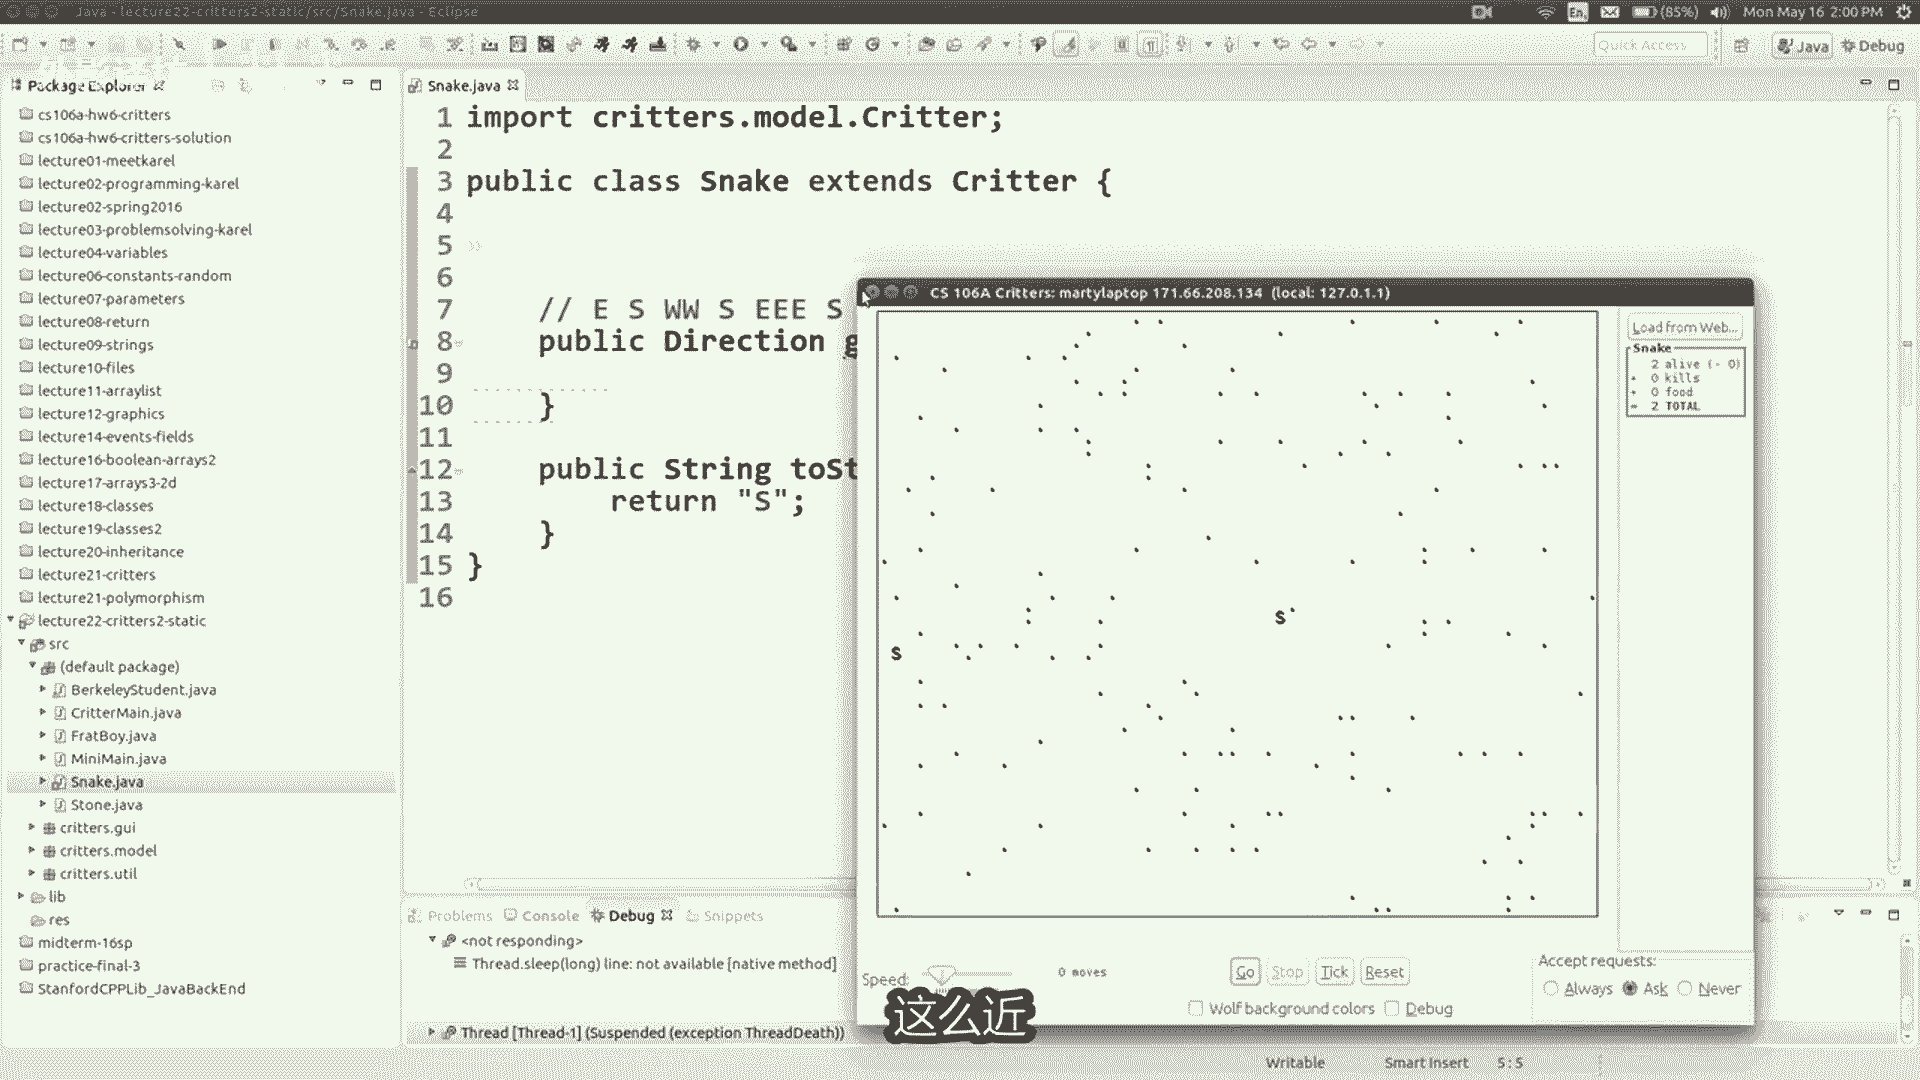 Java - lecture22-critters2-static/src/Snake.java - Eclipse
En
(85%)
Mon May 16 2:00 PM
Quick Access
Java
Debug
Package Explorer
cs106a-hw6-critters
cs106a-hw6-critters-solution
lecture01-meetkarel
lecture02-programming-karel
lecture02-spring2016
lecture03-problemsolving-karel
lecture04-variables
lecture06-constants-random
lecture07-parameters
lecture08-return
lecture09-strings
lecture10-files
lecture11-arraylist
lecture12-graphics
lecture14-events-fields
lecture16-boolean-arrays2
lecture17-arrays3-2d
lecture18-classes
lecture19-classes2
lecture20-inheritance
lecture21-critters
lecture21-polymorphism
lecture22-critters2-static
src
(default package)
BerkeleyStudent.java
CritterMain.java
FratBoy.java
MiniMain.java
Snake.java
Stone.java
critters.gui
critters.model
critters.util
lib
res
midterm-16sp
practice-final-3
StanfordCPPLib_JavaBackEnd
Snake.java
1 import critters.model.Critter;
2
3 public class Snake extends Critter {
4
5
6
7 // E S WW S EEE S
8 public Direction g
9
10 }
11
12 public String toSt
13 return "S";
14 }
15 }
16
CS 106A Critters: martylaptop 171.66.208.134 (local: 127.0.1.1)
S
S
Load from Web...
Snake
2 alive (- 0)
+ 0 kills
+ 0 food
= 2 TOTAL
Speed:
0 moves
Go
Stop
Tick
Reset
Wolf background colors
Debug
Accept requests:
Always
Ask
Never
Problems
Console
Debug
Snippets
<not responding>
Thread.sleep(long) line: not available [native method]
Thread [Thread-1] (Suspended (exception ThreadDeath))
这么近
Writable
Smart Insert
5 : 5